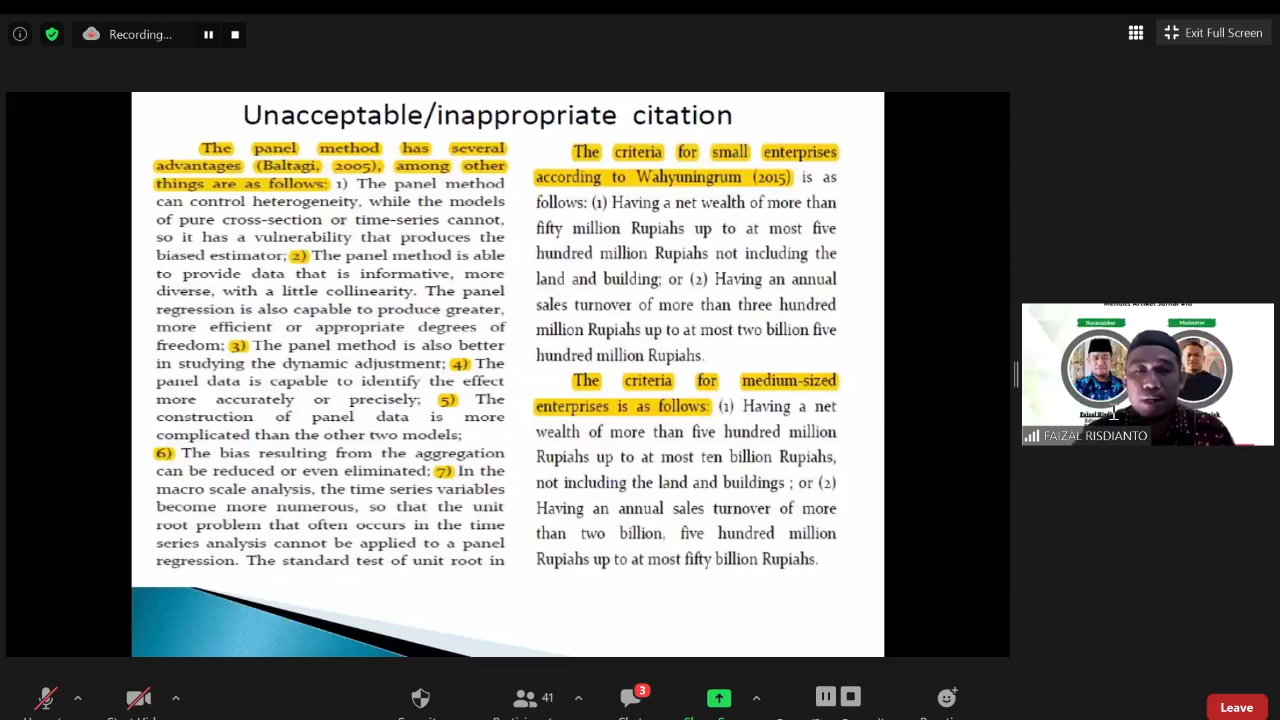 Recording...
Exit Full Screen
Unacceptable/inappropriate citation
The panel method has several
advantages (Baltagi, 2005), among other
things are as follows: 1) The panel method
can control heterogeneity, while the models
of pure cross-section or time-series cannot,
so it has a vulnerability that produces the
biased estimator; 2) The panel method is able
to provide data that is informative, more
diverse, with a little collinearity. The panel
regression is also capable to produce greater,
more efficient or appropriate degrees of
freedom; 3) The panel method is also better
in studying the dynamic adjustment; 4) The
panel data is capable to identify the effect
more accurately or precisely; 5) The
construction of panel data is more
complicated than the other two models;
6) The bias resulting from the aggregation
can be reduced or even eliminated; 7) In the
macro scale analysis, the time series variables
become more numerous, so that the unit
root problem that often occurs in the time
series analysis cannot be applied to a panel
regression. The standard test of unit root in
The criteria for small enterprises
according to Wahyuningrum (2015) is as
follows: (1) Having a net wealth of more than
fifty million Rupiahs up to at most five
hundred million Rupiahs not including the
land and building; or (2) Having an annual
sales turnover of more than three hundred
million Rupiahs up to at most two billion five
hundred million Rupiahs.
The criteria for medium-sized
enterprises is as follows: (1) Having a net
wealth of more than five hundred million
Rupiahs up to at most ten billion Rupiahs,
not including the land and buildings ; or (2)
Having an annual sales turnover of more
than two billion, five hundred million
Rupiahs up to at most fifty billion Rupiahs.
Narasumber
Moderator
FAIZAL RISDIANTO
41
3
Leave